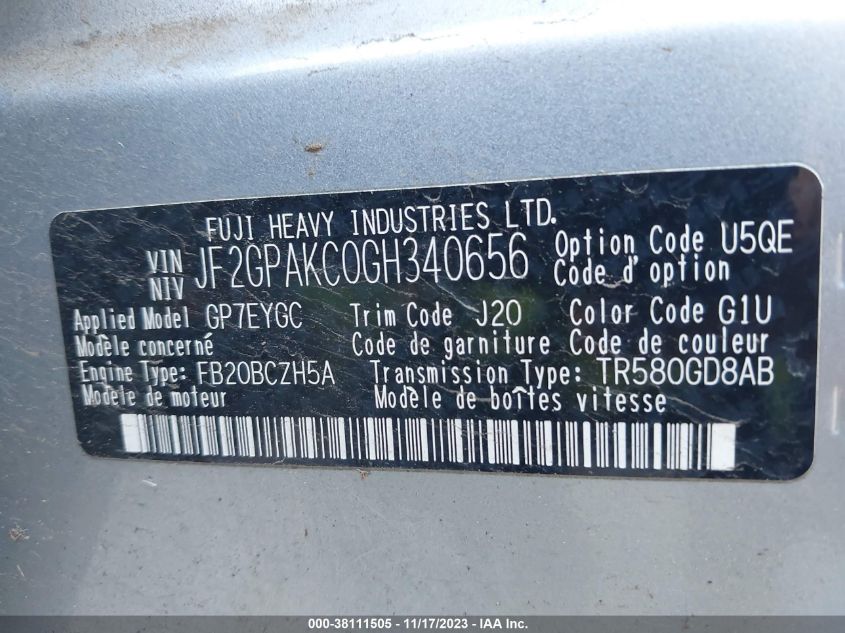 FUJI HEAVY INDUSTRIES LTD.
VIN
NIV JF2GPAKC0GH340656 Option Code U5QE
Code d'option
Applied Model GP7EYGC Trim Code J20 Color Code G1U
Modèle concerné Code de garniture Code de couleur
Engine Type: FB20BCZH5A Transmission Type: TR580GD8AB
Modèle de moteur Modèle de boîtes vitesse
000-38111505 - 11/17/2023 - IAA Inc.